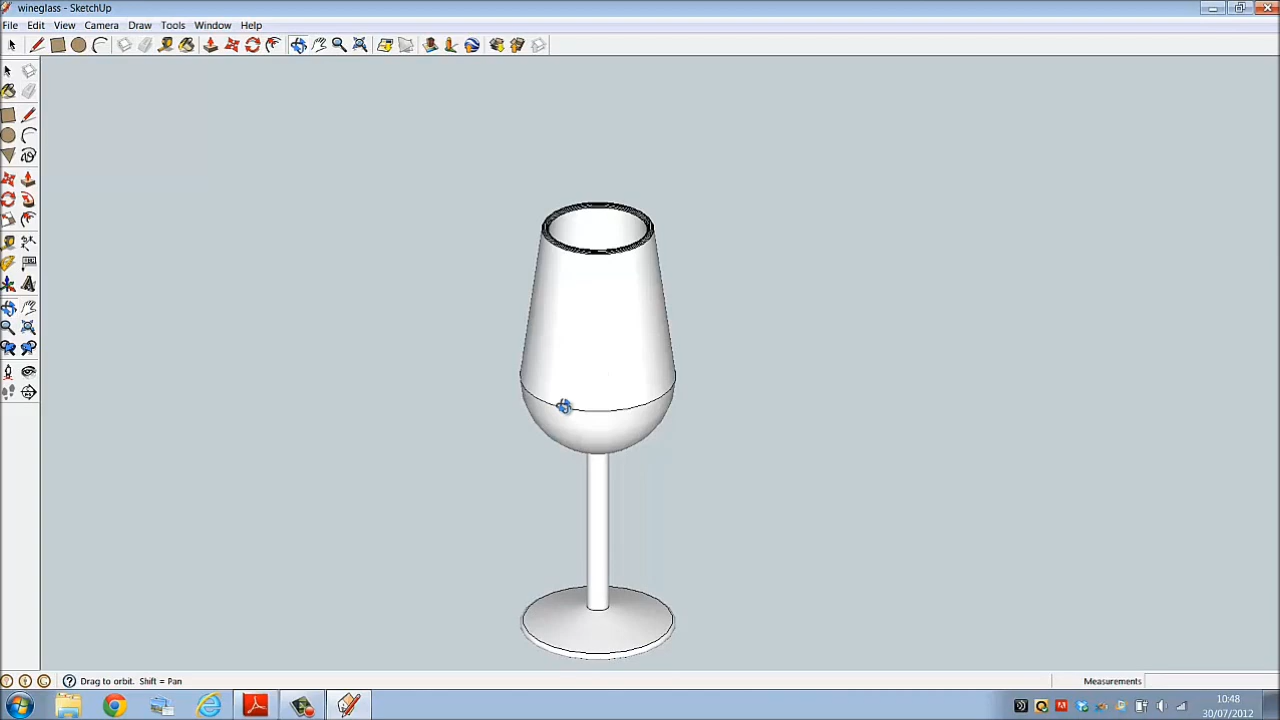 wineglass - SketchUp
File Edit View Camera Draw Tools Window Help
Drag to orbit. Shift = Pan
Measurements
10:48
30/07/2012